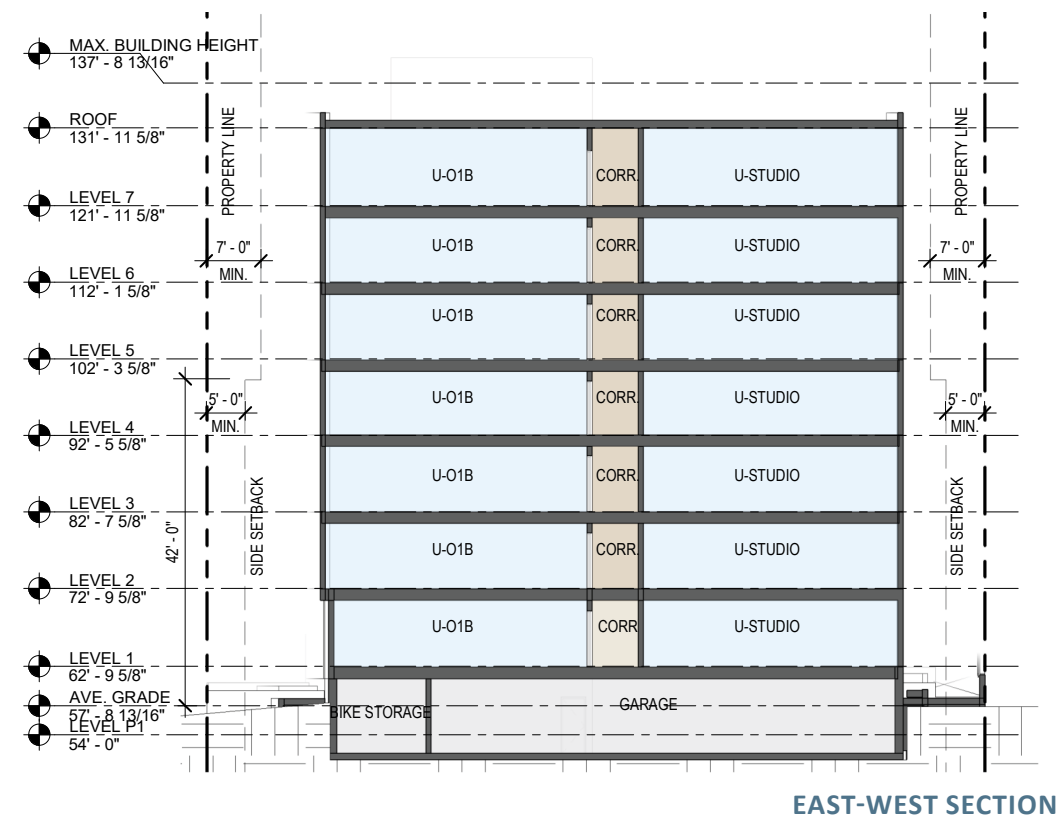 MAX. BUILDING HEIGHT
137' - 8 13/16"
ROOF
131' - 11 5/8"
LEVEL 7
121' - 11 5/8"
LEVEL 6
112' - 1 5/8"
LEVEL 5
102' - 3 5/8"
LEVEL 4
92' - 5 5/8"
LEVEL 3
82' - 7 5/8"
LEVEL 2
72' - 9 5/8"
LEVEL 1
62' - 9 5/8"
AVE. GRADE
57' - 8 13/16"
LEVEL P1
54' - 0"
PROPERTY LINE
7' - 0"
MIN.
5' - 0"
MIN.
42' - 0"
SIDE SETBACK
U-O1B CORR. U-STUDIO
U-O1B CORR. U-STUDIO
U-O1B CORR. U-STUDIO
U-O1B CORR. U-STUDIO
U-O1B CORR. U-STUDIO
U-O1B CORR. U-STUDIO
U-O1B CORR U-STUDIO
BIKE STORAGE GARAGE
PROPERTY LINE
7' - 0"
MIN.
5' - 0"
MIN.
SIDE SETBACK
EAST-WEST SECTION